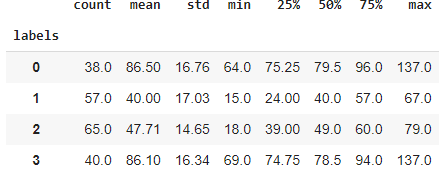 count mean std min 25% 50% 75% max
labels
0 38.0 86.50 16.76 64.0 75.25 79.5 96.0 137.0
1 57.0 40.00 17.03 15.0 24.00 40.0 57.0 67.0
2 65.0 47.71 14.65 18.0 39.00 49.0 60.0 79.0
3 40.0 86.10 16.34 69.0 74.75 78.5 94.0 137.0